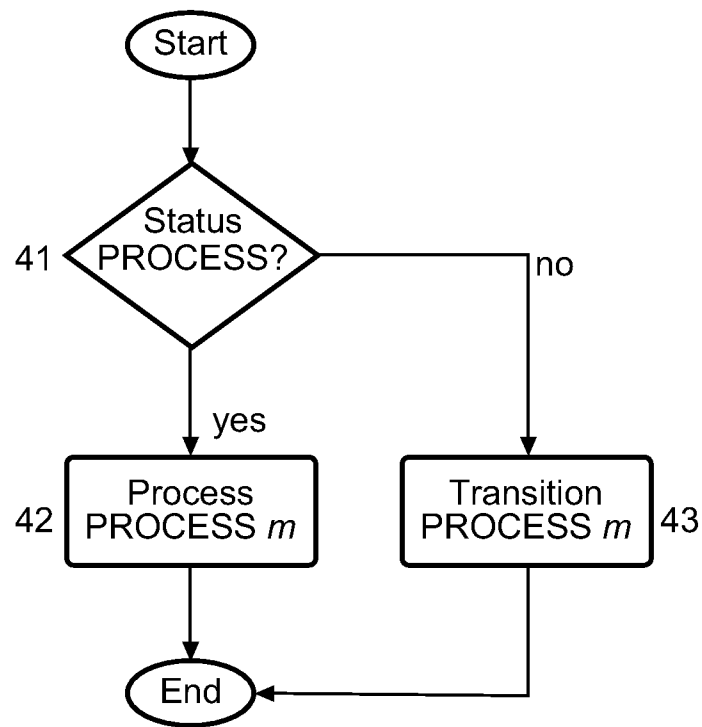 Start
Status
41 PROCESS?
no
yes
Process
42 PROCESS m
Transition
PROCESS m 43
End